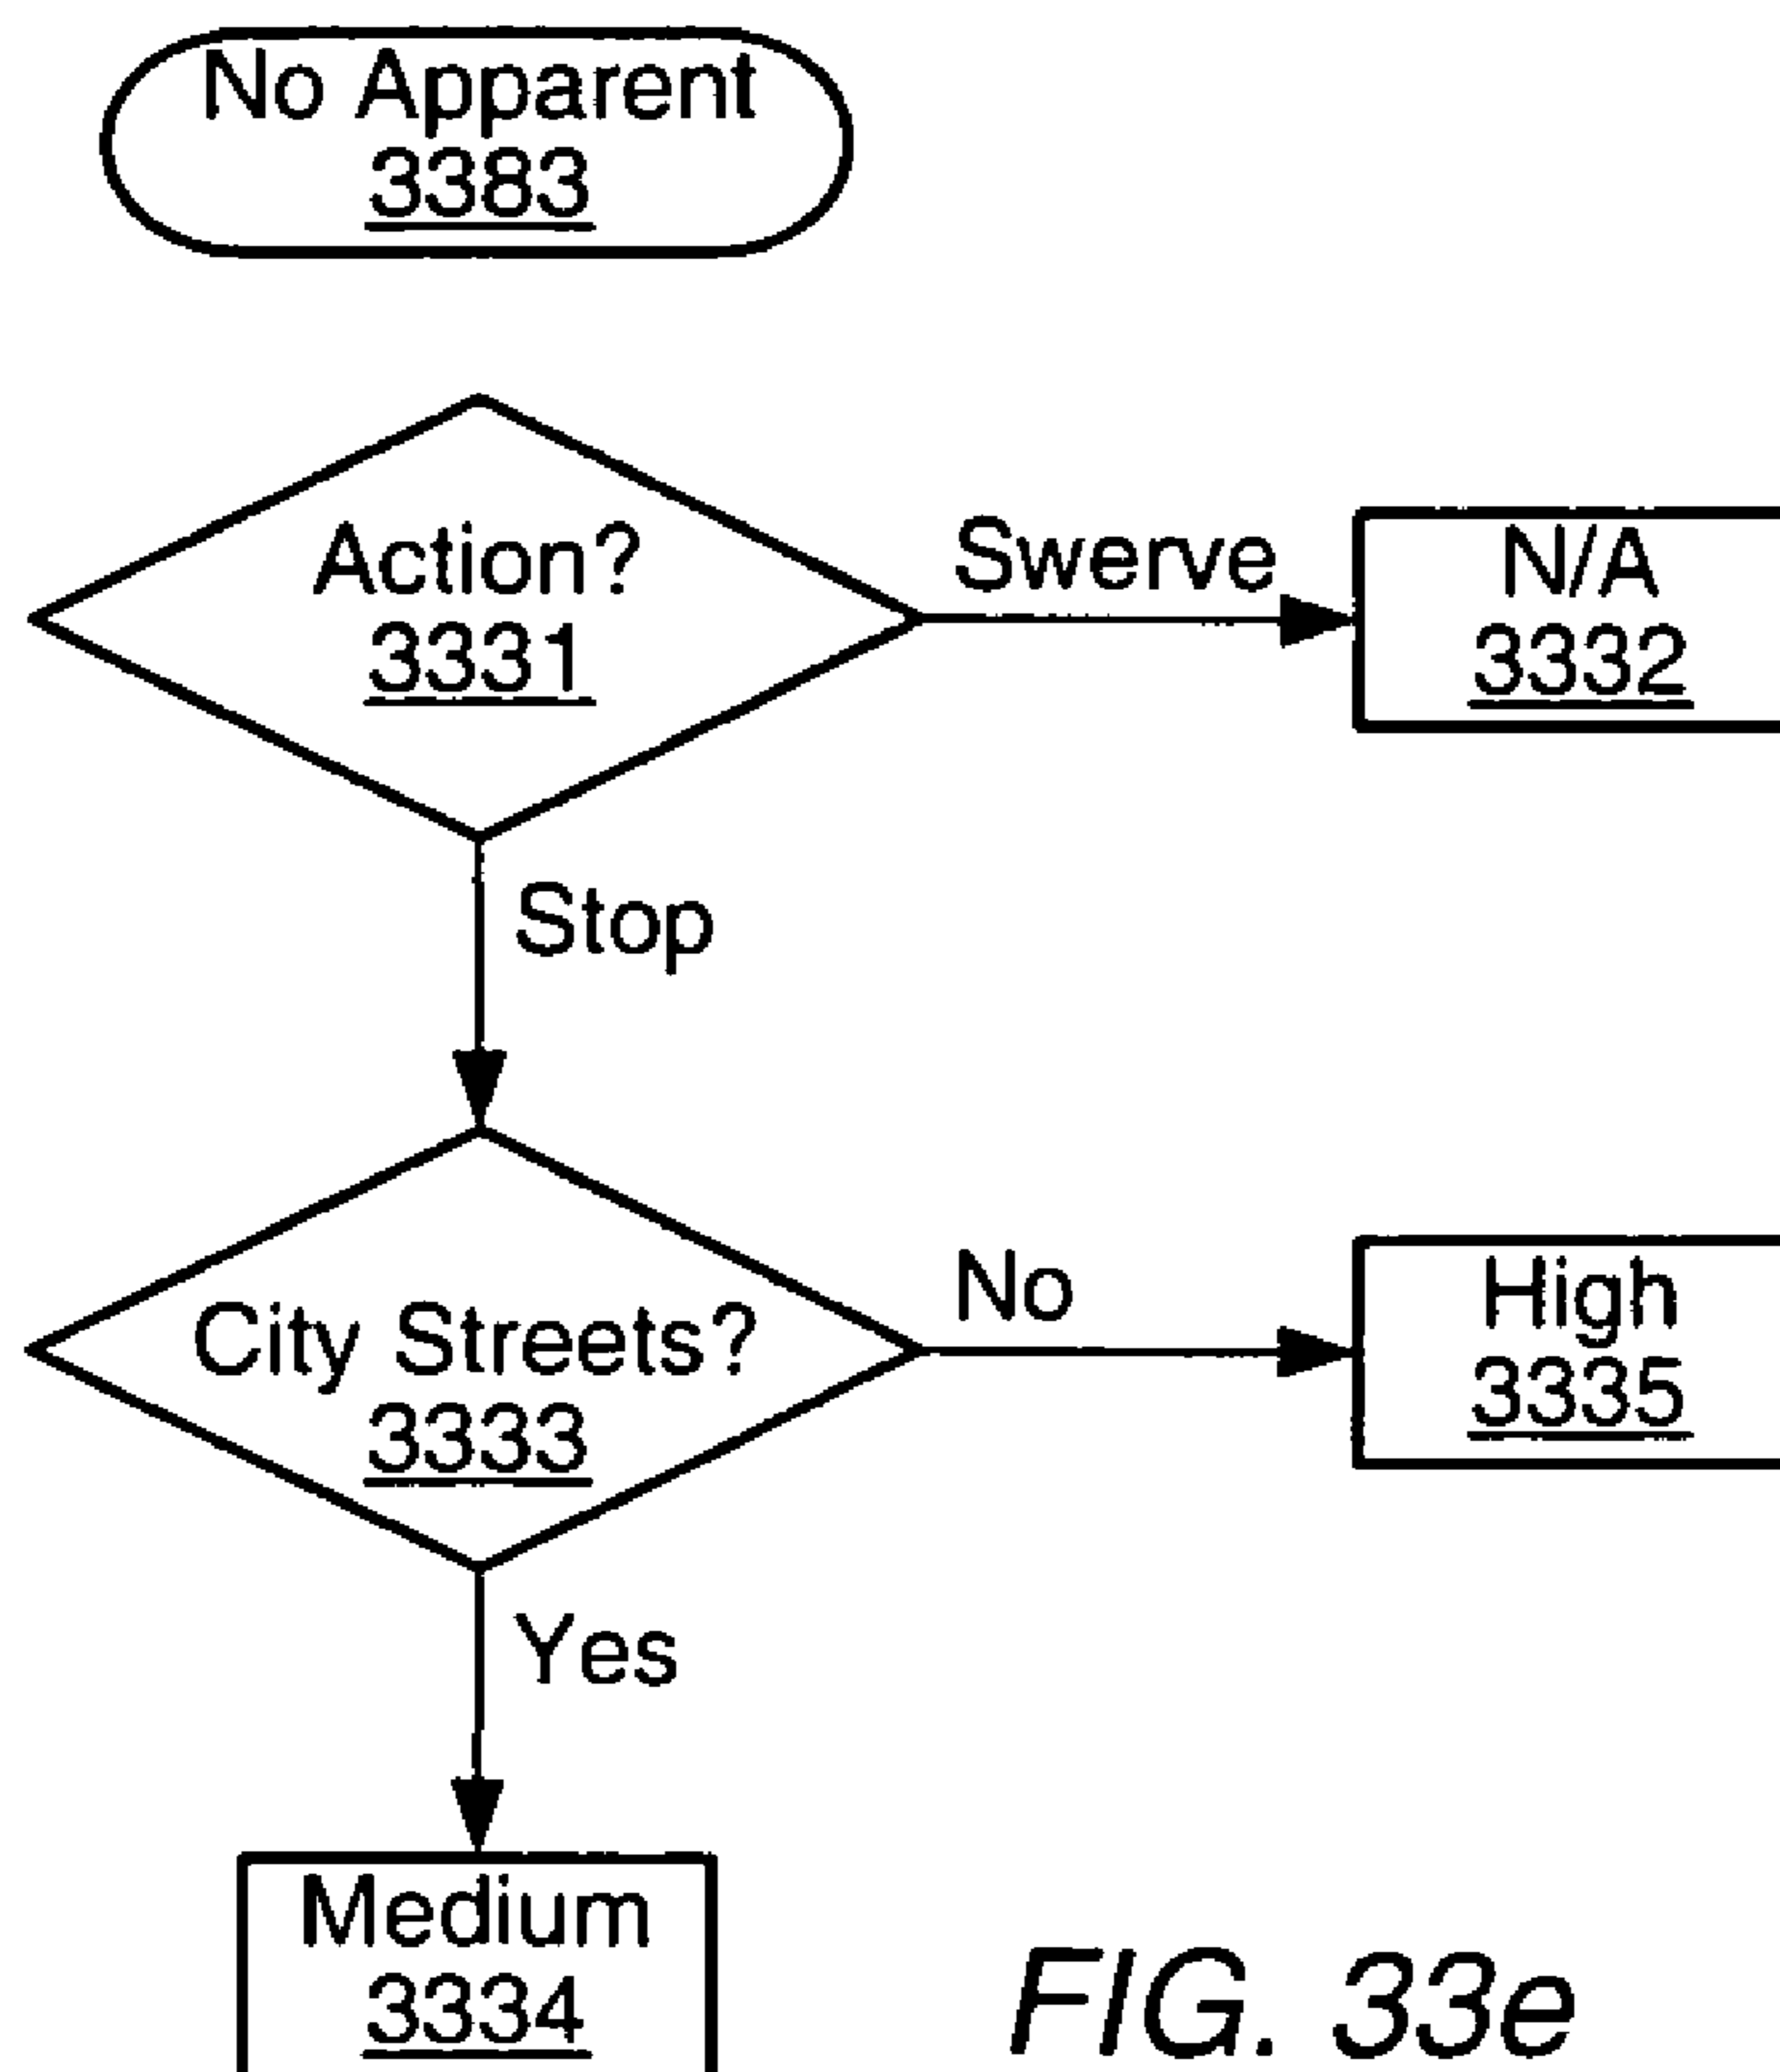 No Apparent
3383
Action?
3331
Swerve
N/A
3332
Stop
City Streets?
3333
No
High
3335
Yes
Medium
3334
FIG. 33e